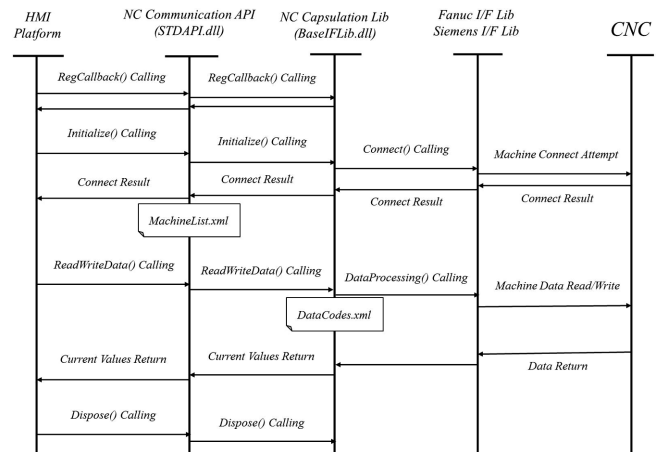 HMI
Platform
NC Communication API
(STDAPI.dll)
NC Capsulation Lib
(BaseIFLib.dll)
Fanuc I/F Lib
Siemens I/F Lib
CNC
RegCallback() Calling
RegCallback() Calling
Initialize() Calling
Initialize() Calling
Connect() Calling
Machine Connect Attempt
Connect Result
Connect Result
Connect Result
Connect Result
MachineList.xml
ReadWriteData() Calling
ReadWriteData() Calling
DataProcessing() Calling
Machine Data Read/Write
DataCodes.xml
Current Values Return
Current Values Return
Data Return
Dispose() Calling
Dispose() Calling